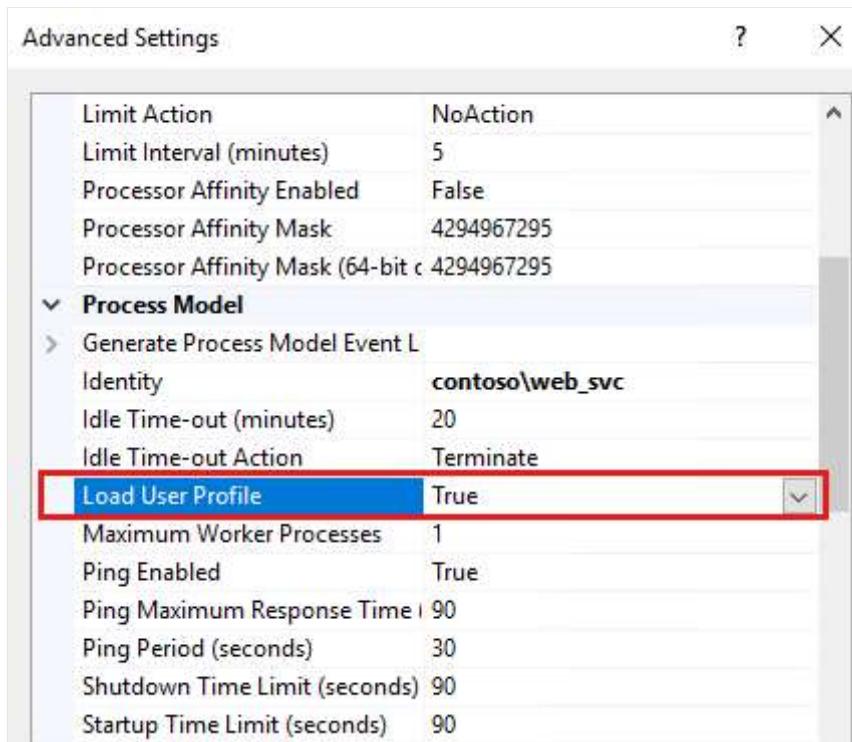 Advanced Settings ?
Limit Action NoAction
Limit Interval (minutes) 5
Processor Affinity Enabled False
Processor Affinity Mask 4294967295
Processor Affinity Mask (64-bit c 4294967295
Process Model
Generate Process Model Event L
Identity contoso\web_svc
Idle Time-out (minutes) 20
Idle Time-out Action Terminate
Load User Profile True
Maximum Worker Processes 1
Ping Enabled True
Ping Maximum Response Time ( 90
Ping Period (seconds) 30
Shutdown Time Limit (seconds) 90
Startup Time Limit (seconds) 90